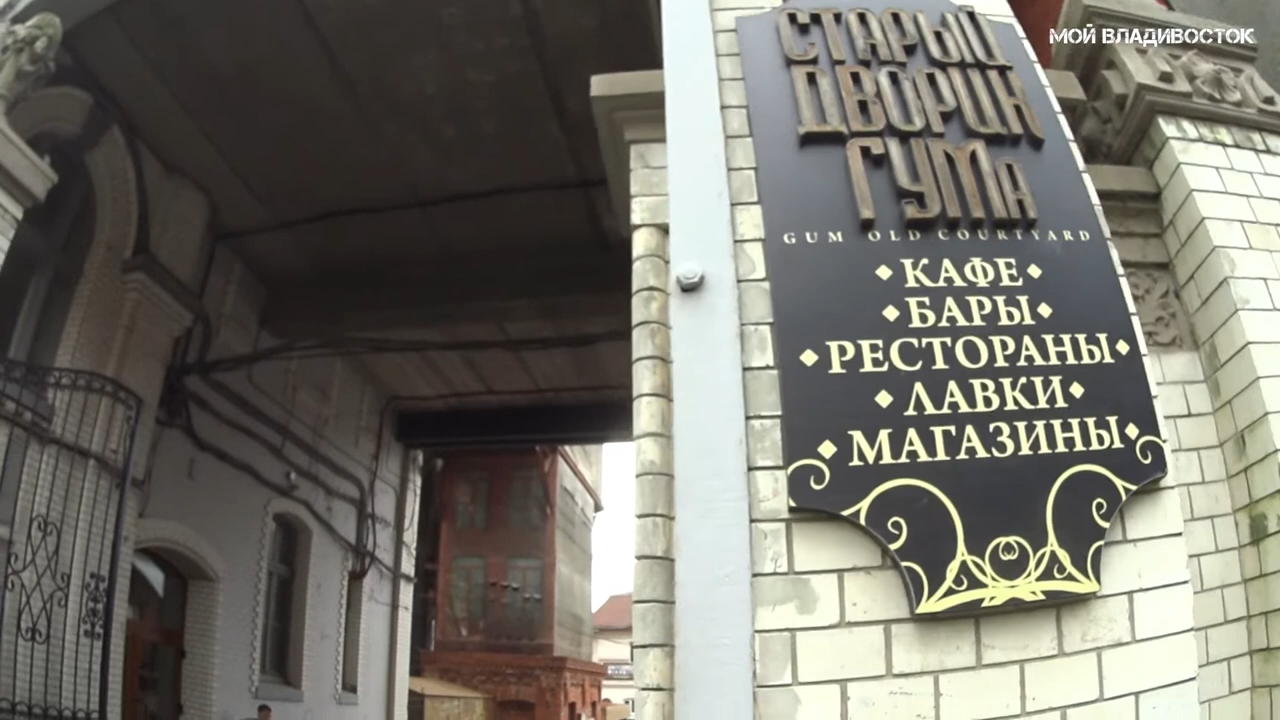 МОЙ ВЛАДИВОСТОК
СТАРЫЙ
ДВОРИК
ГУМА
GUM OLD COURTYARD
КАФЕ
БАРЫ
РЕСТОРАНЫ
ЛАВКИ
МАГАЗИНЫ